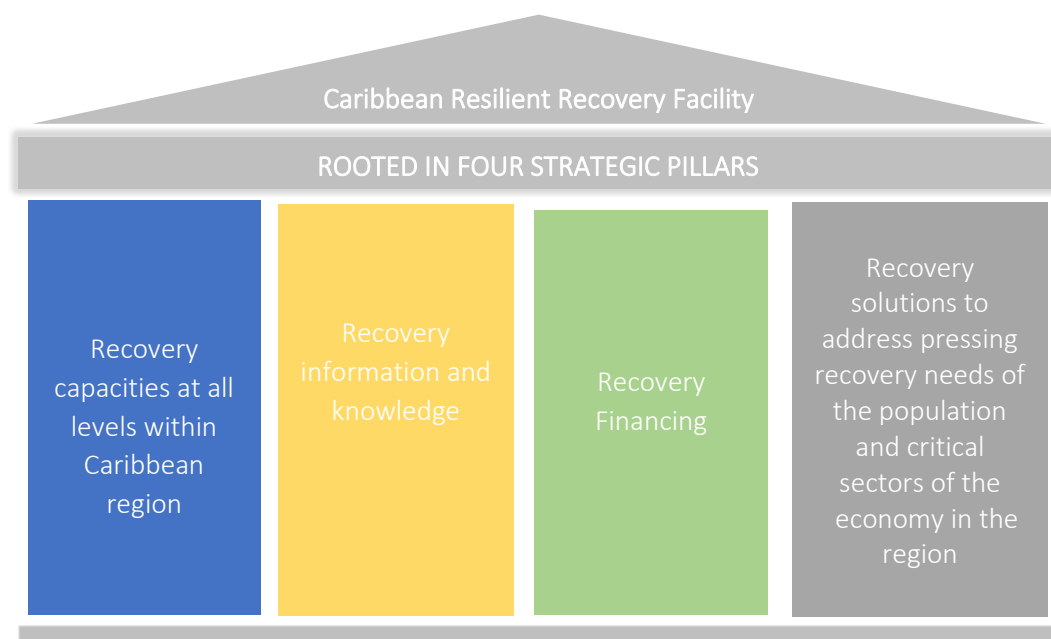 Caribbean Resilient Recovery Facility
ROOTED IN FOUR STRATEGIC PILLARS
Recovery
capacities at all
levels within
Caribbean
region
Recovery
information and
knowledge
Recovery
Financing
Recovery
solutions to
address pressing
recovery needs of
the population
and critical
sectors of the
economy in the
region